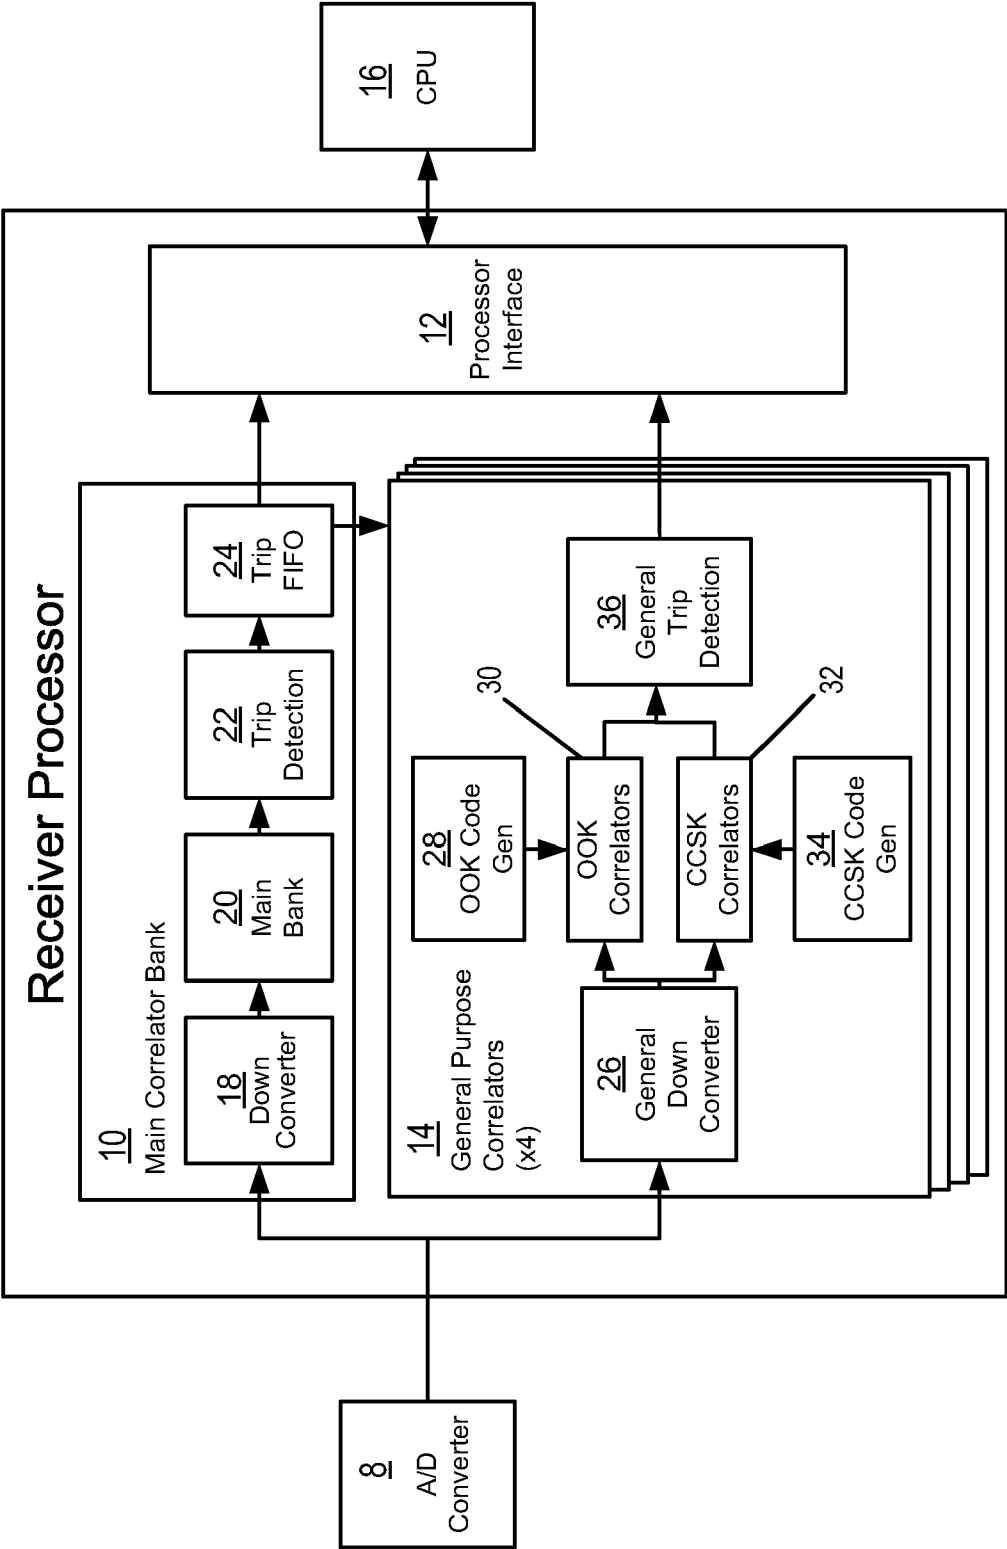 Receiver Processor
8
A/D
Converter
10
Main Correlator Bank
18
Down
Converter
20
Main
Bank
22
Trip
Detection
24
Trip
FIFO
14
General Purpose
Correlators
(x4)
26
General
Down
Converter
28
OOK Code
Gen
OOK
Correlators
30
CCSK
Correlators
32
34
CCSK Code
Gen
36
General
Trip
Detection
12
Processor
Interface
16
CPU